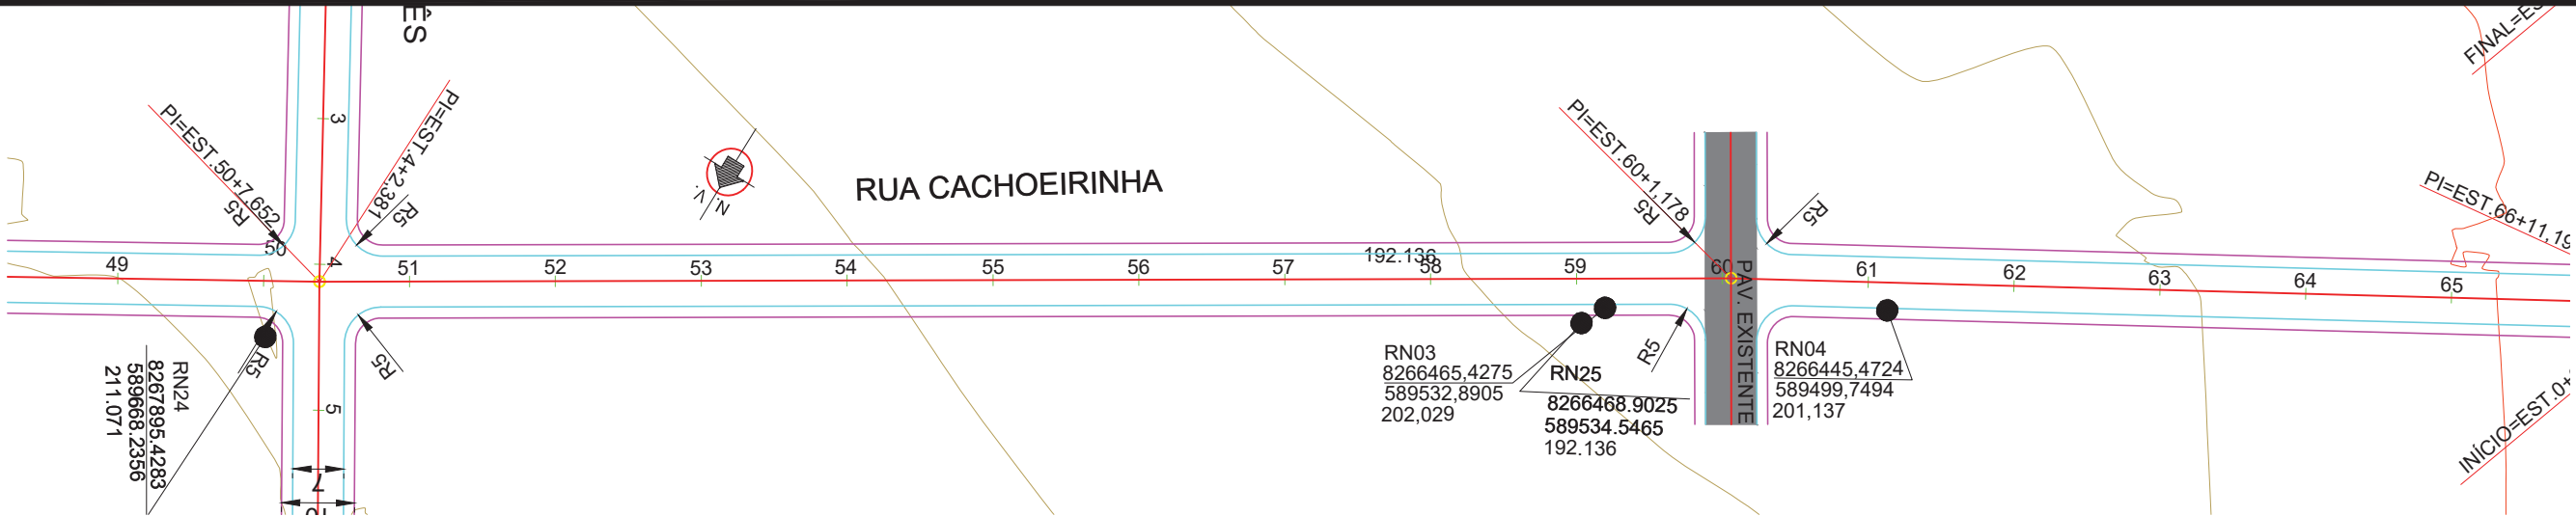 ÊS
FINAL=ES
3
PI=EST.50+7,652
R5
PI=EST.4+2.381
R5
N.V.
RUA CACHOEIRINHA
PI=EST.60+1,178
R5
R5
PI=EST.66+11,19
49
50
4
51
52
53
54
55
56
57
192.136
58
59
60
61
62
63
64
65
PAV. EXISTENTE
R5
R5
R5
RN24
8267895.4283
589668.2356
211.071
5
7
10
RN03
8266465,4275
589532,8905
202,029
RN25
8266468.9025
589534.5465
192.136
RN04
8266445,4724
589499,7494
201,137
INÍCIO=EST.0+